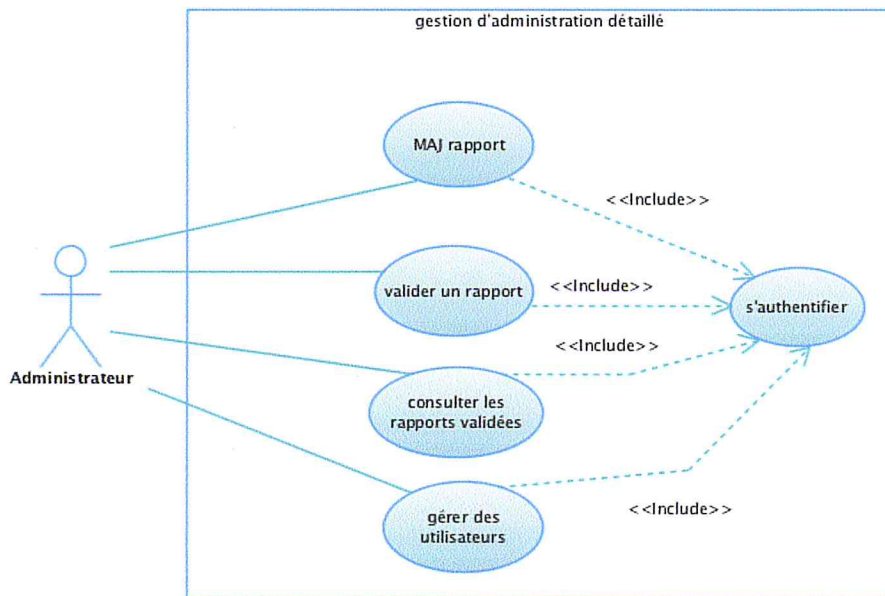 gestion d'administration détaillé
MAJ rapport
<<Include>>
valider un rapport
<<Include>>
s'authentifier
<<Include>>
Administrateur
consulter les
rapports validées
gérer des
utilisateurs
<<Include>>